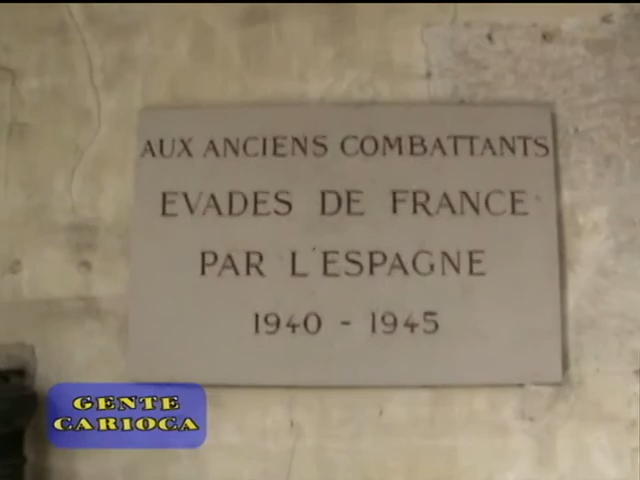 AUX ANCIENS COMBATTANTS
EVADES DE FRANCE
PAR L'ESPAGNE
1940 - 1945
GENTE
CARIOCA